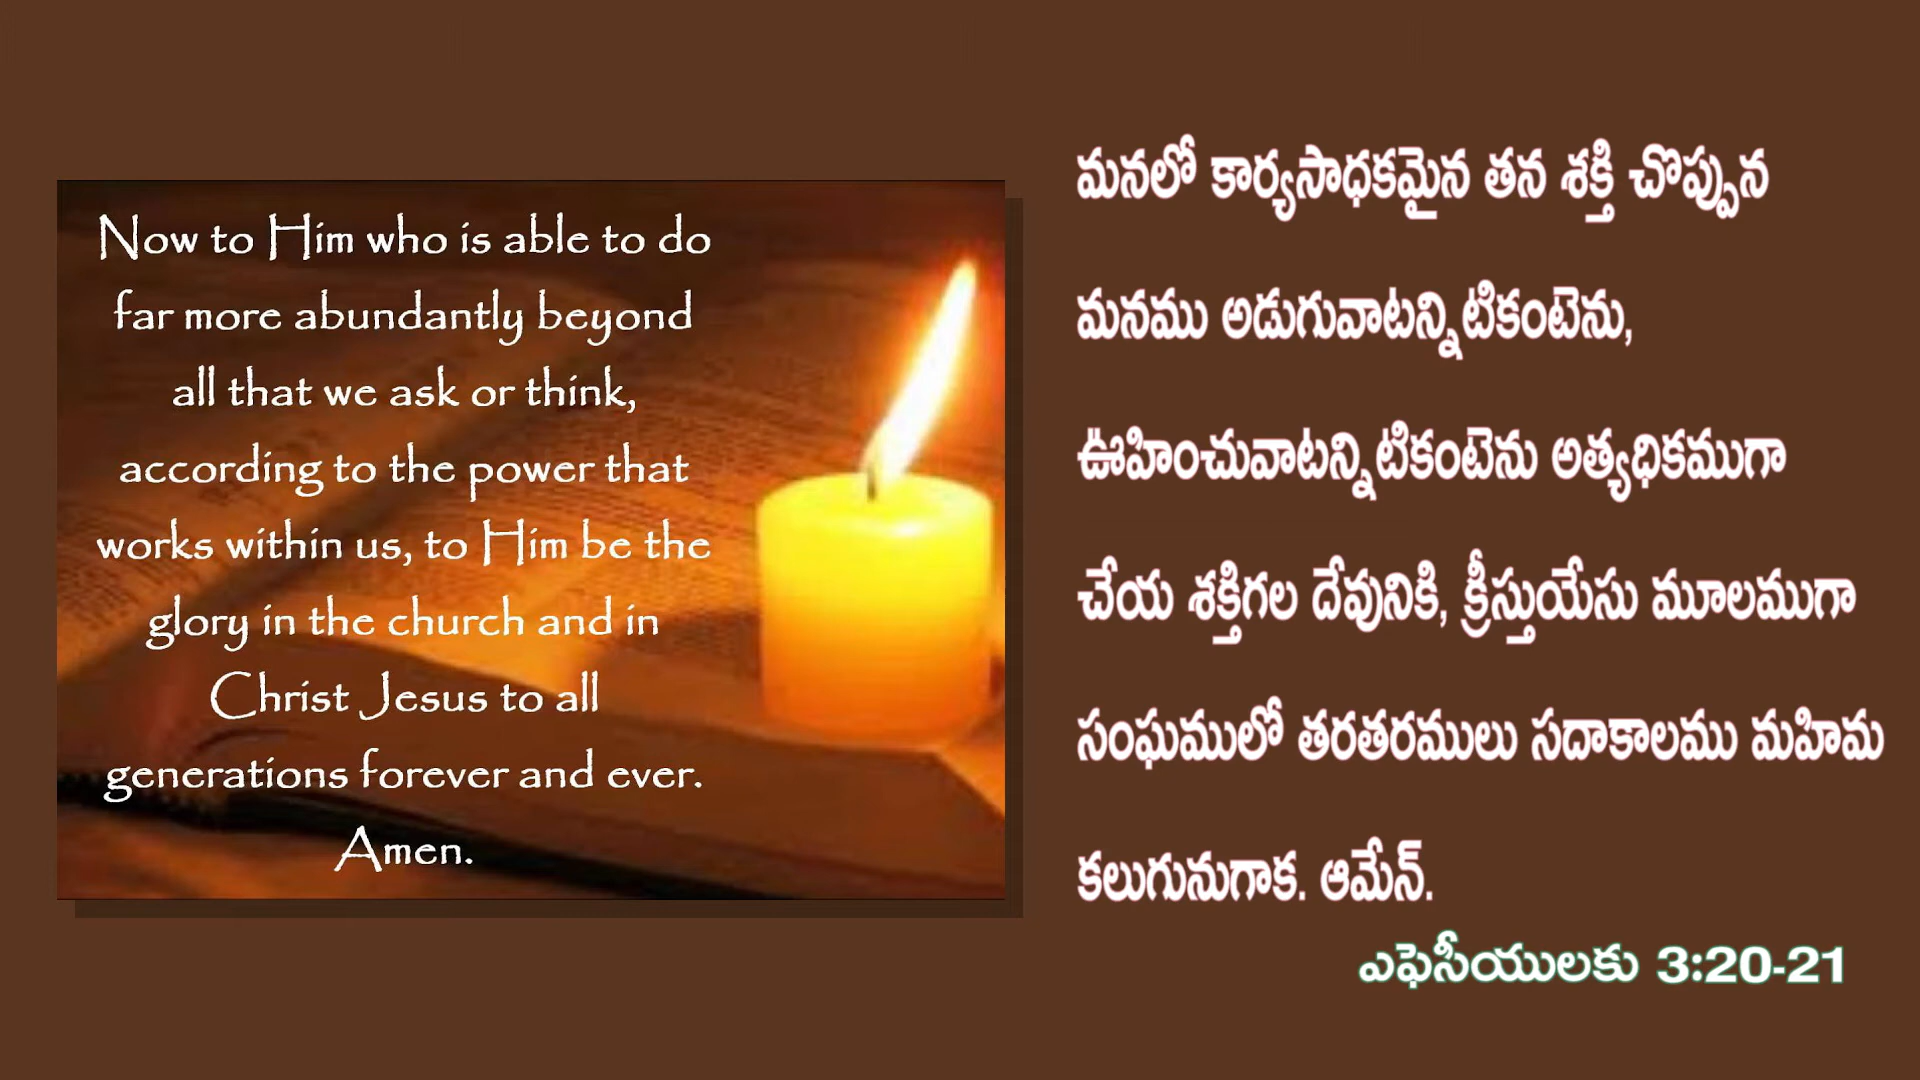 Now to Him who is able to do
far more abundantly beyond
all that we ask or think,
according to the power that
works within us, to Him be the
glory in the church and in
Christ Jesus to all
generations forever and ever.
Amen.
మనలో కార్యసాధకమైన తన శక్తి చొప్పున
మనము అడుగువాటన్నిటికంటెను,
ఊహించువాటన్నిటికంటెను అత్యధికముగా
చేయ శక్తిగల దేవునికి, క్రీస్తుయేసు మూలముగా
సంఘములో తరతరములు సదాకాలము మహిమ
కలుగునుగాక. ఆమేన్.
ఎఫెసీయులకు 3:20-21